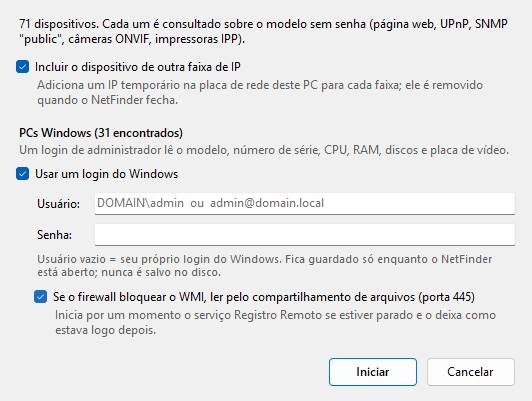 71 dispositivos. Cada um é consultado sobre o modelo sem senha (página web, UPnP, SNMP
"public", câmeras ONVIF, impressoras IPP).
Incluir o dispositivo de outra faixa de IP
Adiciona um IP temporário na placa de rede deste PC para cada faixa; ele é removido
quando o NetFinder fecha.
PCs Windows (31 encontrados)
Um login de administrador lê o modelo, número de série, CPU, RAM, discos e placa de vídeo.
Usar um login do Windows
Usuário: DOMAIN\admin ou admin@domain.local
Senha:
Usuário vazio = seu próprio login do Windows. Fica guardado só enquanto o NetFinder
está aberto; nunca é salvo no disco.
Se o firewall bloquear o WMI, ler pelo compartilhamento de arquivos (porta 445)
Inicia por um momento o serviço Registro Remoto se estiver parado e o deixa como
estava logo depois.
Iniciar Cancelar